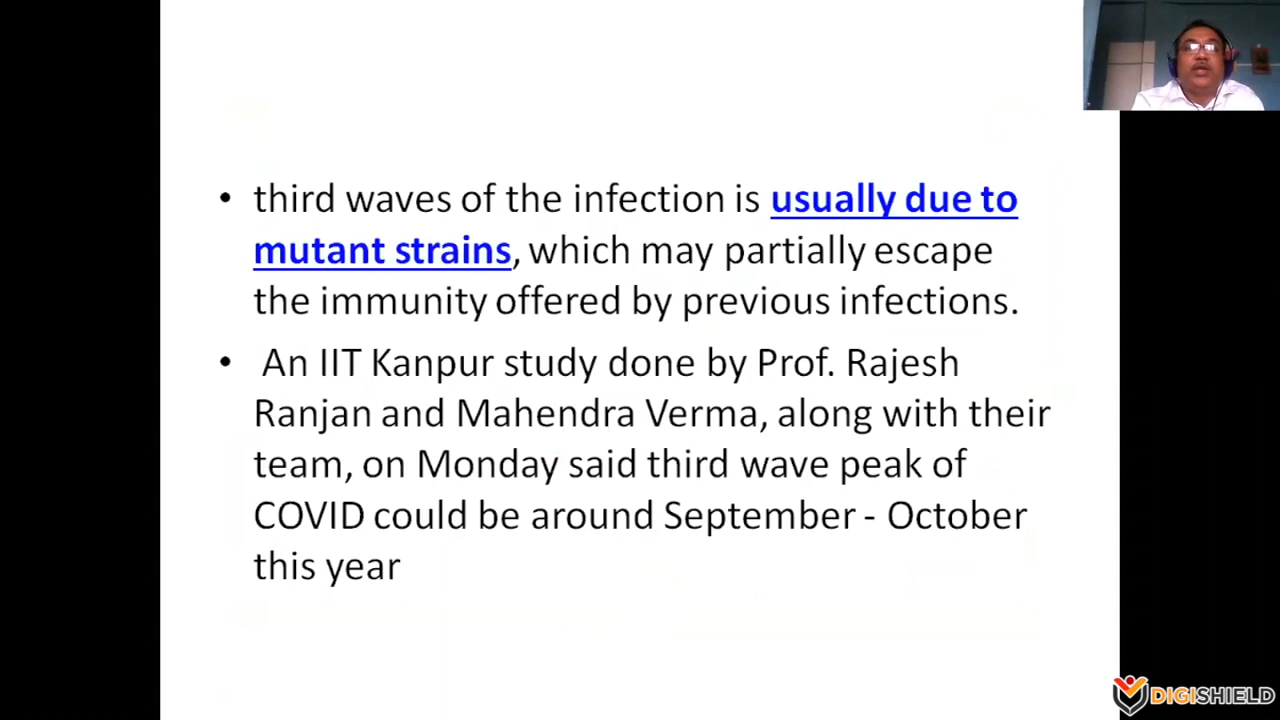 • third waves of the infection is usually due to
mutant strains, which may partially escape
the immunity offered by previous infections.
• An IIT Kanpur study done by Prof. Rajesh
Ranjan and Mahendra Verma, along with their
team, on Monday said third wave peak of
COVID could be around September - October
this year
DIGISHIELD